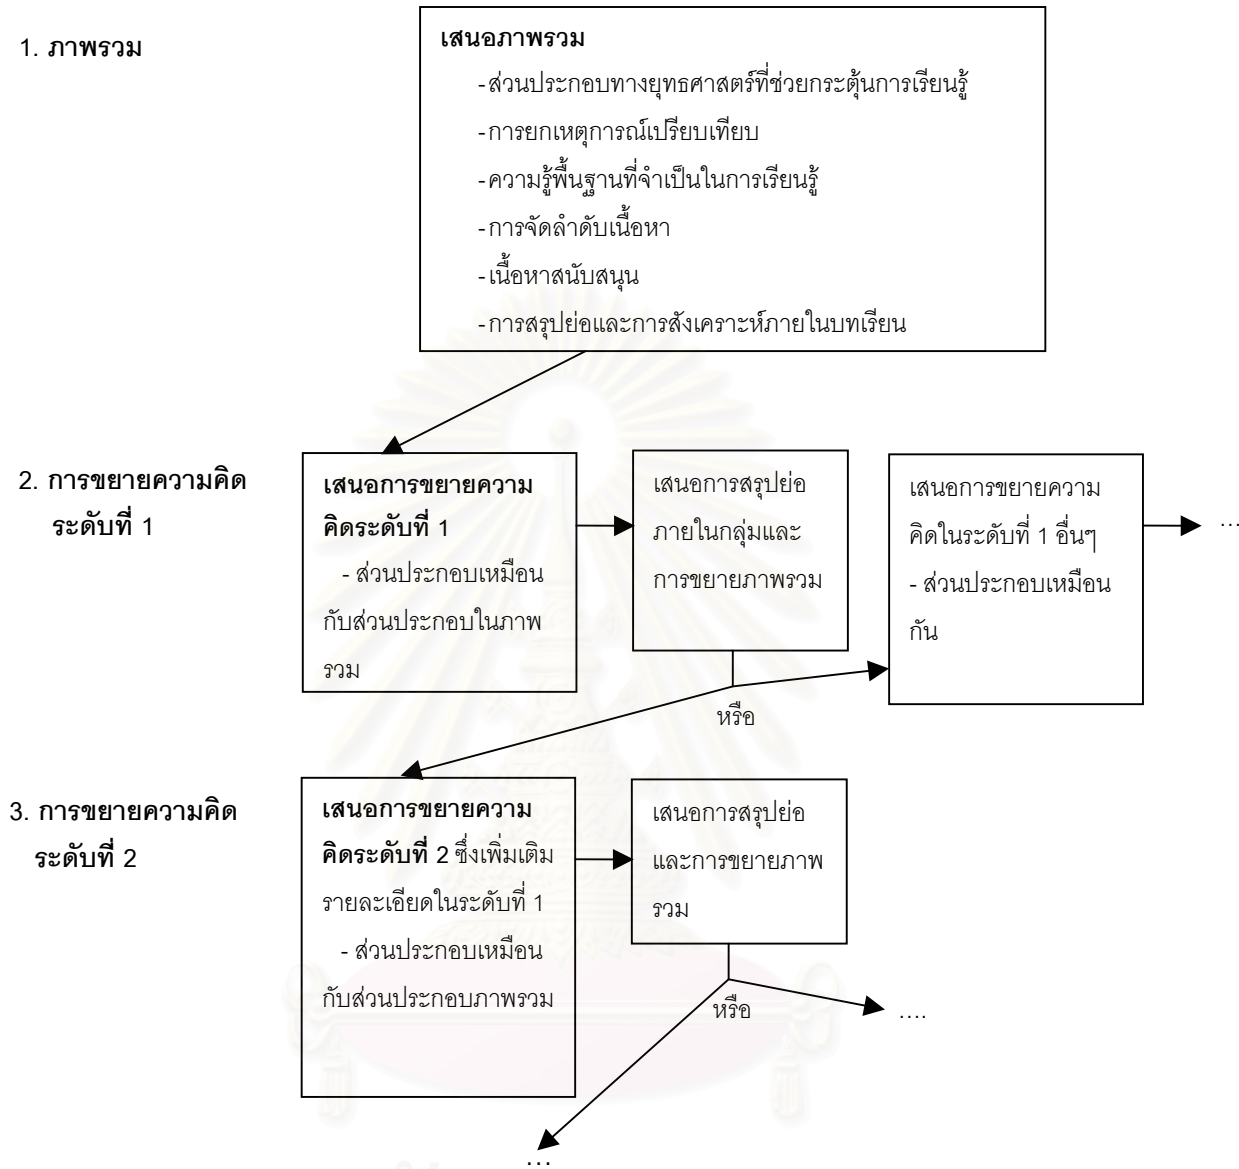 1. ภาพรวม
เสนอภาพรวม
-ส่วนประกอบทางยุทธศาสตร์ที่ช่วยกระตุ้นการเรียนรู้
-การยกเหตุการณ์เปรียบเทียบ
-ความรู้พื้นฐานที่จำเป็นในการเรียนรู้
-การจัดลำดับเนื้อหา
-เนื้อหาสนับสนุน
-การสรุปย่อและการสังเคราะห์ภายในบทเรียน
2. การขยายความคิด
ระดับที่ 1
เสนอการขยายความ
คิดระดับที่ 1
- ส่วนประกอบเหมือน
กับส่วนประกอบในภาพ
รวม
เสนอการสรุปย่อ
ภายในกลุ่มและ
การขยายภาพรวม
เสนอการขยายความ
คิดในระดับที่ 1 อื่นๆ
- ส่วนประกอบเหมือน
กัน
...
หรือ
3. การขยายความคิด
ระดับที่ 2
เสนอการขยายความ
คิดระดับที่ 2 ซึ่งเพิ่มเติม
รายละเอียดในระดับที่ 1
- ส่วนประกอบเหมือน
กับส่วนประกอบภาพรวม
เสนอการสรุปย่อ
และการขยายภาพ
รวม
หรือ
....
...